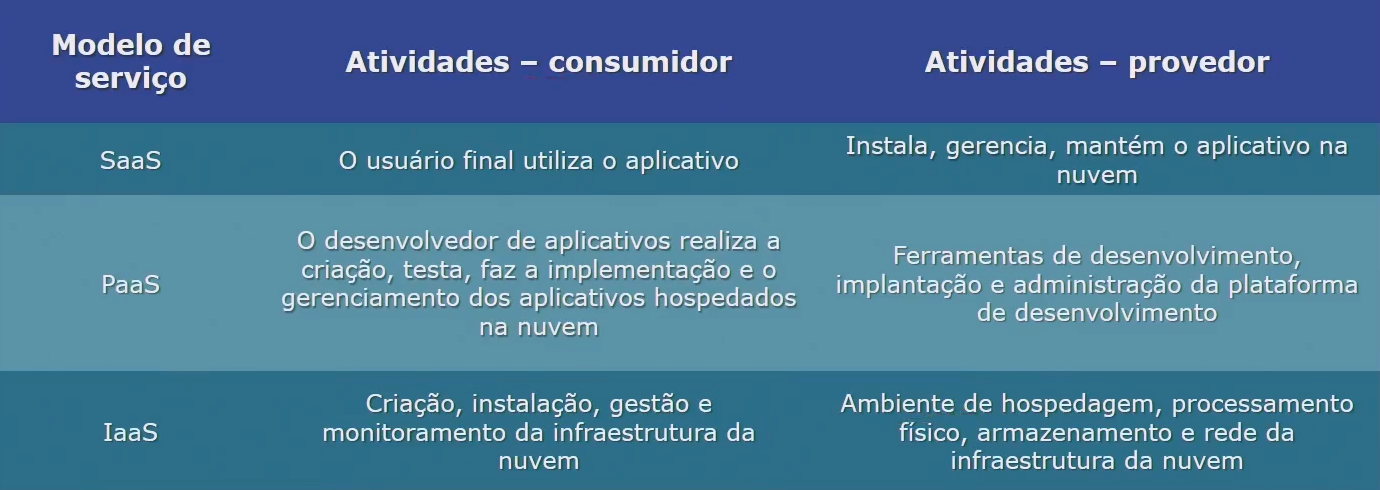 Modelo de
serviço
Atividades – consumidor
Atividades – provedor
SaaS
O usuário final utiliza o aplicativo
Instala, gerencia, mantém o aplicativo na
nuvem
PaaS
O desenvolvedor de aplicativos realiza a
criação, testa, faz a implementação e o
gerenciamento dos aplicativos hospedados
na nuvem
Ferramentas de desenvolvimento,
implantação e administração da plataforma
de desenvolvimento
IaaS
Criação, instalação, gestão e
monitoramento da infraestrutura da
nuvem
Ambiente de hospedagem, processamento
físico, armazenamento e rede da
infraestrutura da nuvem